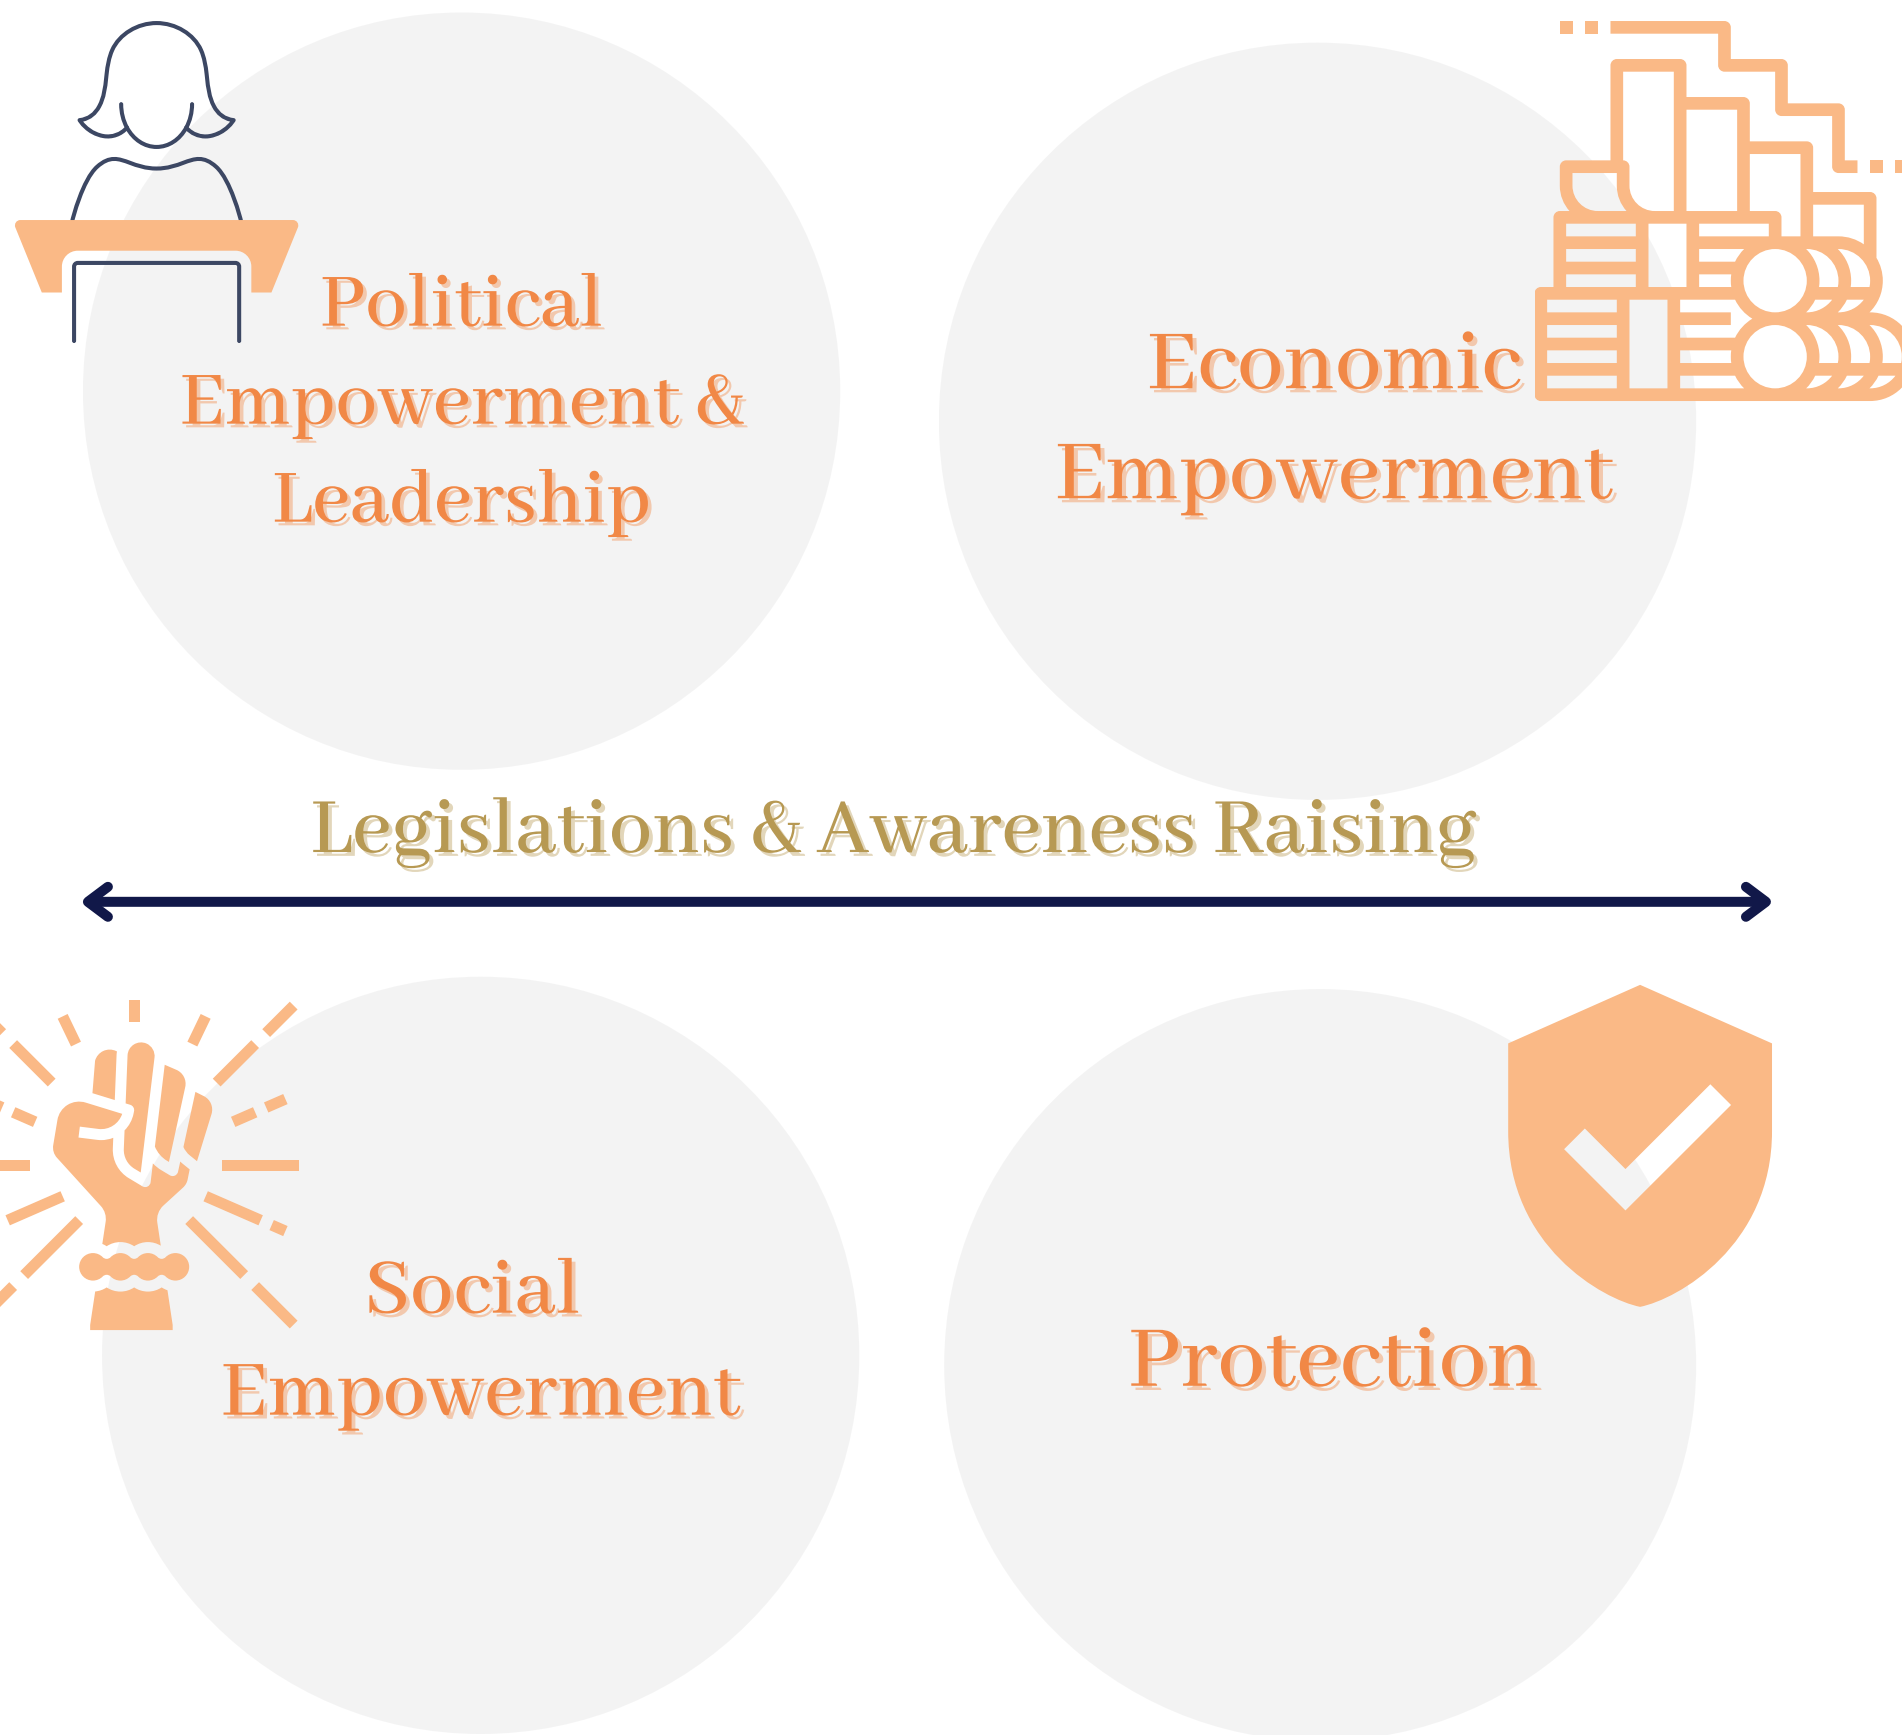 Political
Empowerment &
Leadership
Economic
Empowerment
Legislations & Awareness Raising
Social
Empowerment
Protection